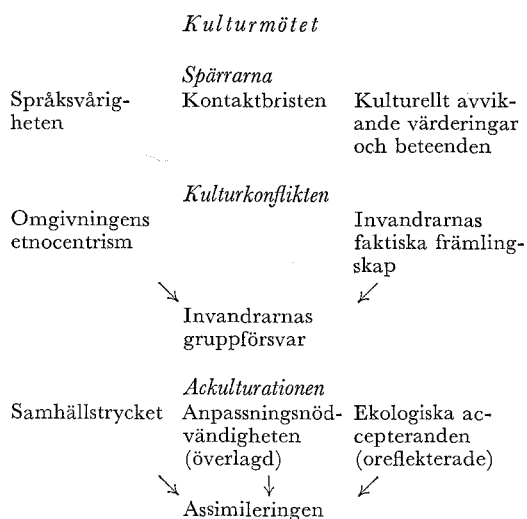 Kulturmötet
Spärrarna
Språksvårig- Kontaktbristen Kulturellt avvik-
heten ande värderingar
och beteenden
Kulturkonflikten
Omgivningens Invandrarnas
etnocentrism faktiska främling-
skap
↘ ↙
Invandrarnas
gruppförsvar
Ackulturationen
Samhällstrycket Anpassningsnöd- Ekologiska ac-
vändigheten cepteranden
(överlagd) (oreflekterade)
↘ ↓ ↙
Assimileringen